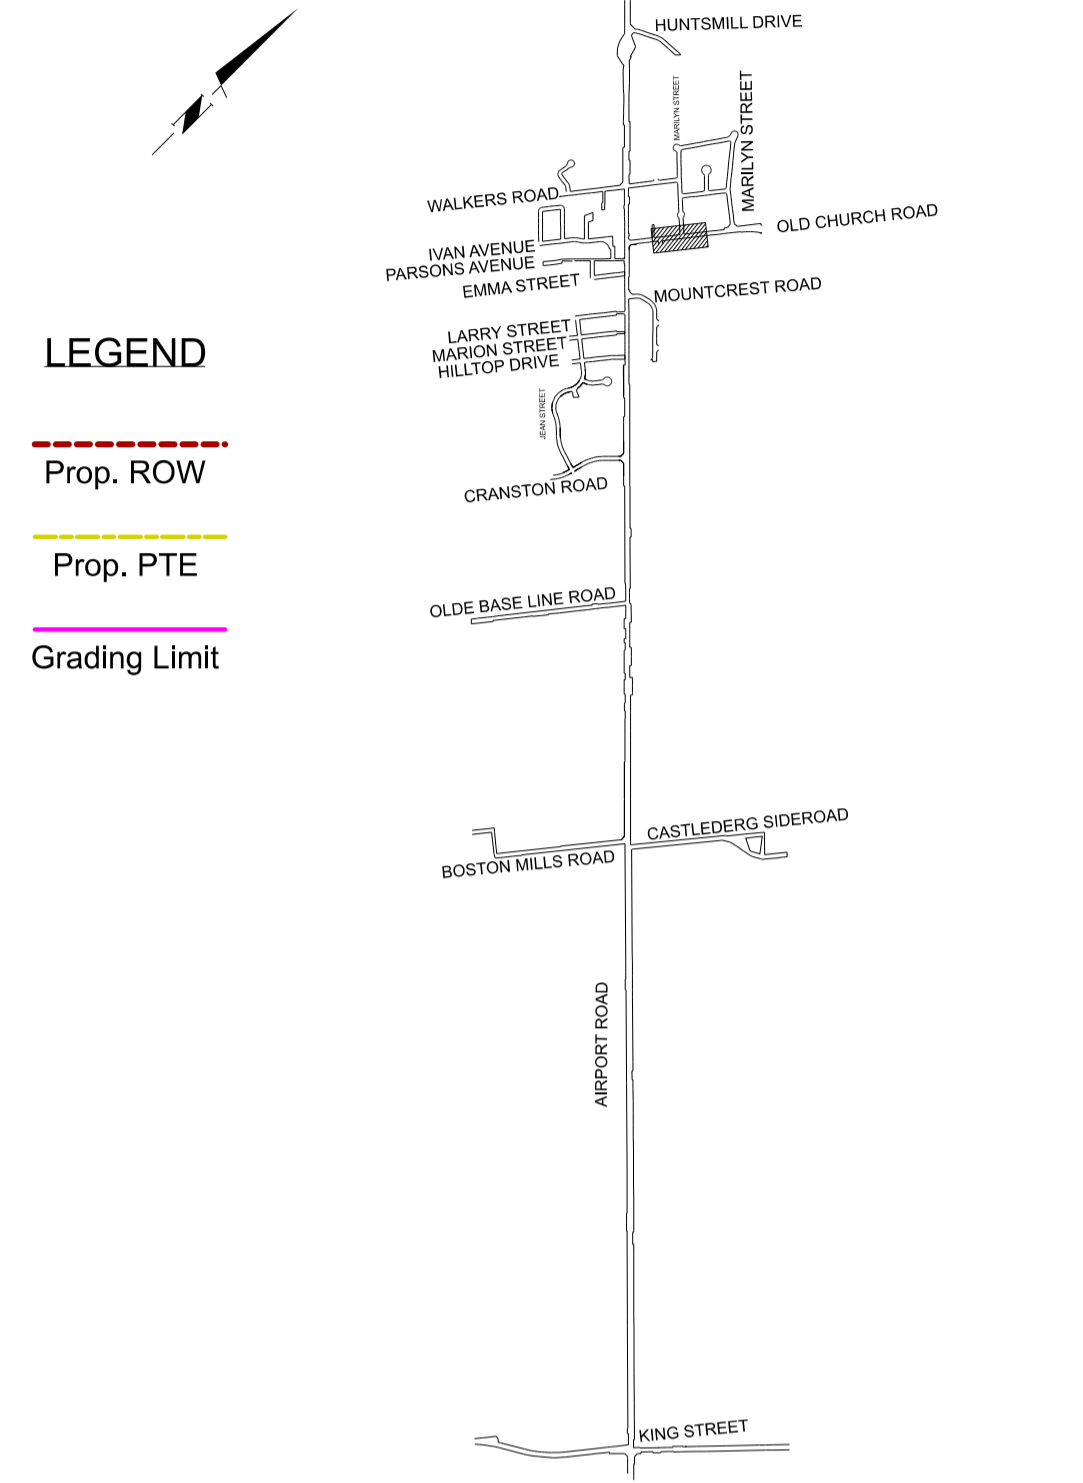 HUNTSMILL DRIVE
MARILYN STREET
MARILYN STREET
WALKERS ROAD
OLD CHURCH ROAD
IVAN AVENUE
PARSONS AVENUE
EMMA STREET
MOUNTCREST ROAD
LARRY STREET
MARION STREET
HILLTOP DRIVE
JEAN STREET
CRANSTON ROAD
OLDE BASE LINE ROAD
CASTLEDERG SIDEROAD
BOSTON MILLS ROAD
AIRPORT ROAD
KING STREET
N
LEGEND
Prop. ROW
Prop. PTE
Grading Limit